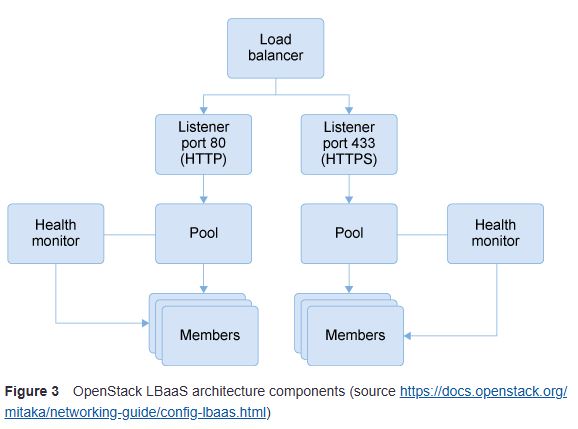 Load
balancer
Listener
port 80
(HTTP)
Listener
port 433
(HTTPS)
Health
monitor
Pool
Pool
Health
monitor
Members
Members
Figure 3 OpenStack LBaaS architecture components (source https://docs.openstack.org/
mitaka/networking-guide/config-lbaas.html)